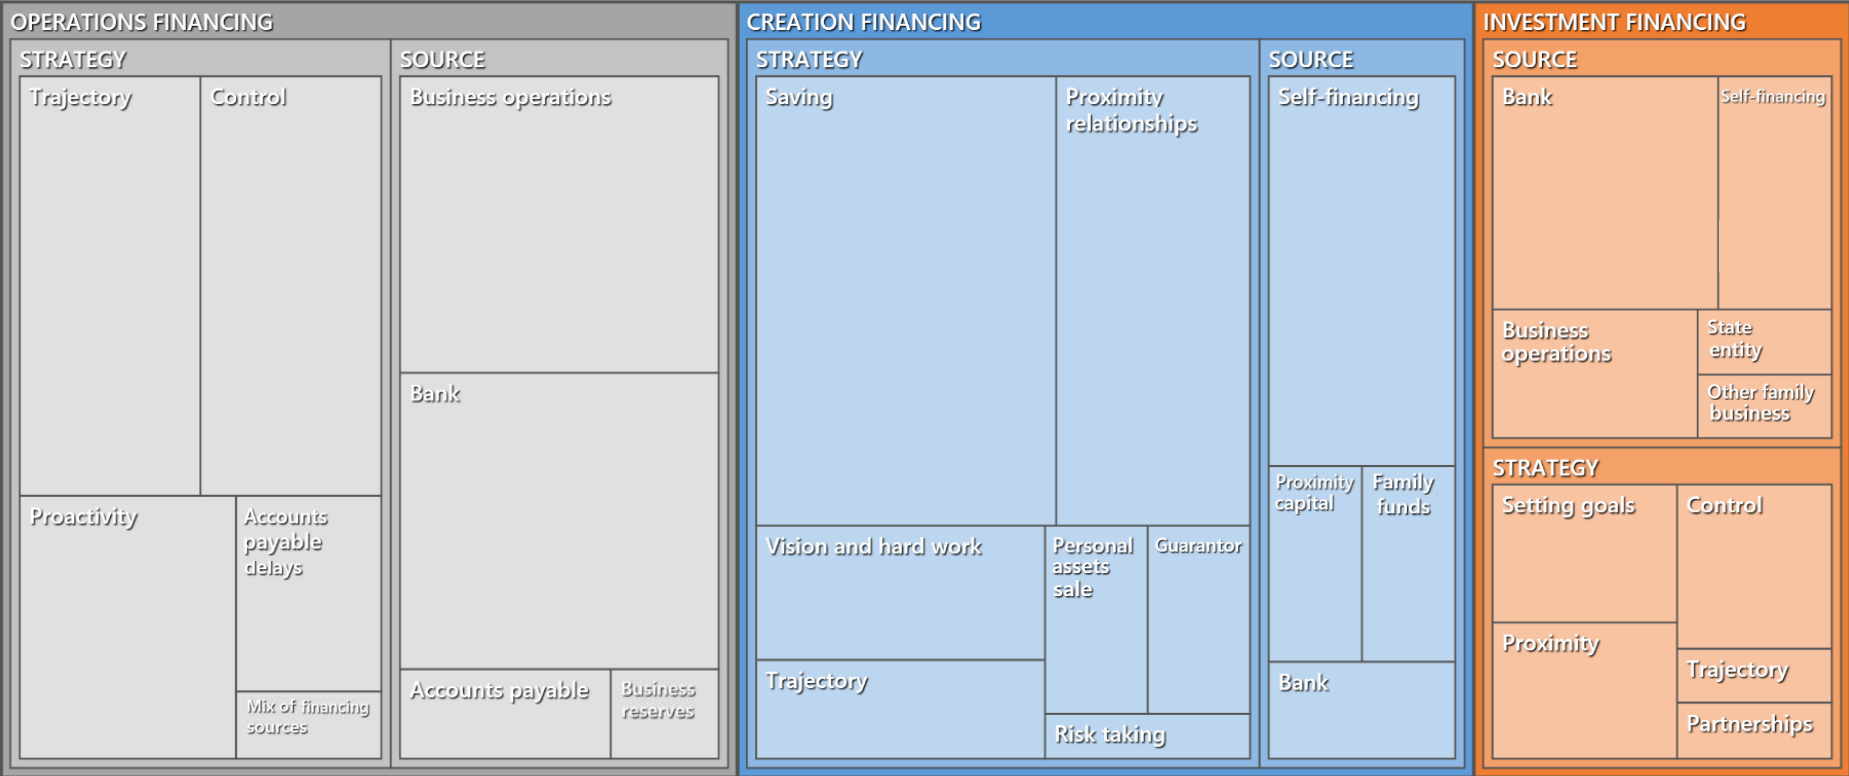 OPERATIONS FINANCING
STRATEGY
Trajectory
Control
Proactivity
Accounts
payable
delays
Mix of financing
sources
SOURCE
Business operations
Bank
Accounts payable
Business
reserves
CREATION FINANCING
STRATEGY
Saving
Proximity
relationships
Vision and hard work
Trajectory
Personal
assets
sale
Guarantor
Risk taking
SOURCE
Self-financing
Proximity
capital
Family
funds
Bank
INVESTMENT FINANCING
SOURCE
Bank
Self-financing
Business
operations
State
entity
Other family
business
STRATEGY
Setting goals
Control
Proximity
Trajectory
Partnerships